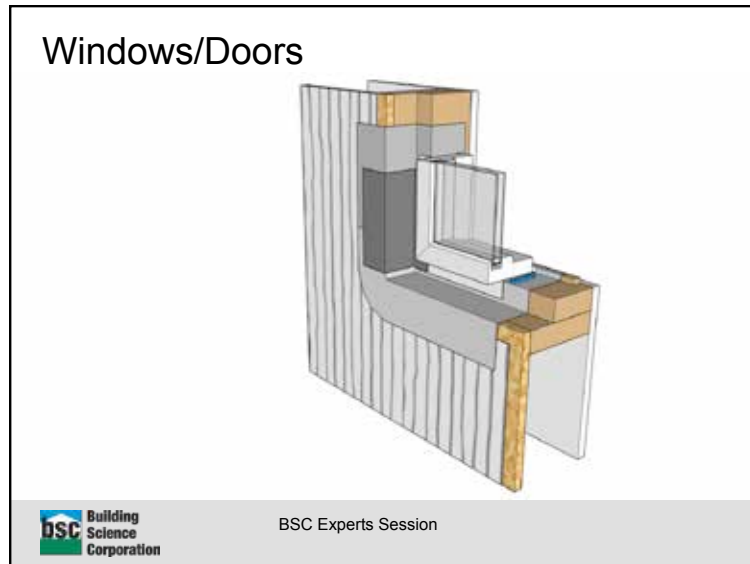 Windows/Doors
bsc Building
Science
Corporation
BSC Experts Session